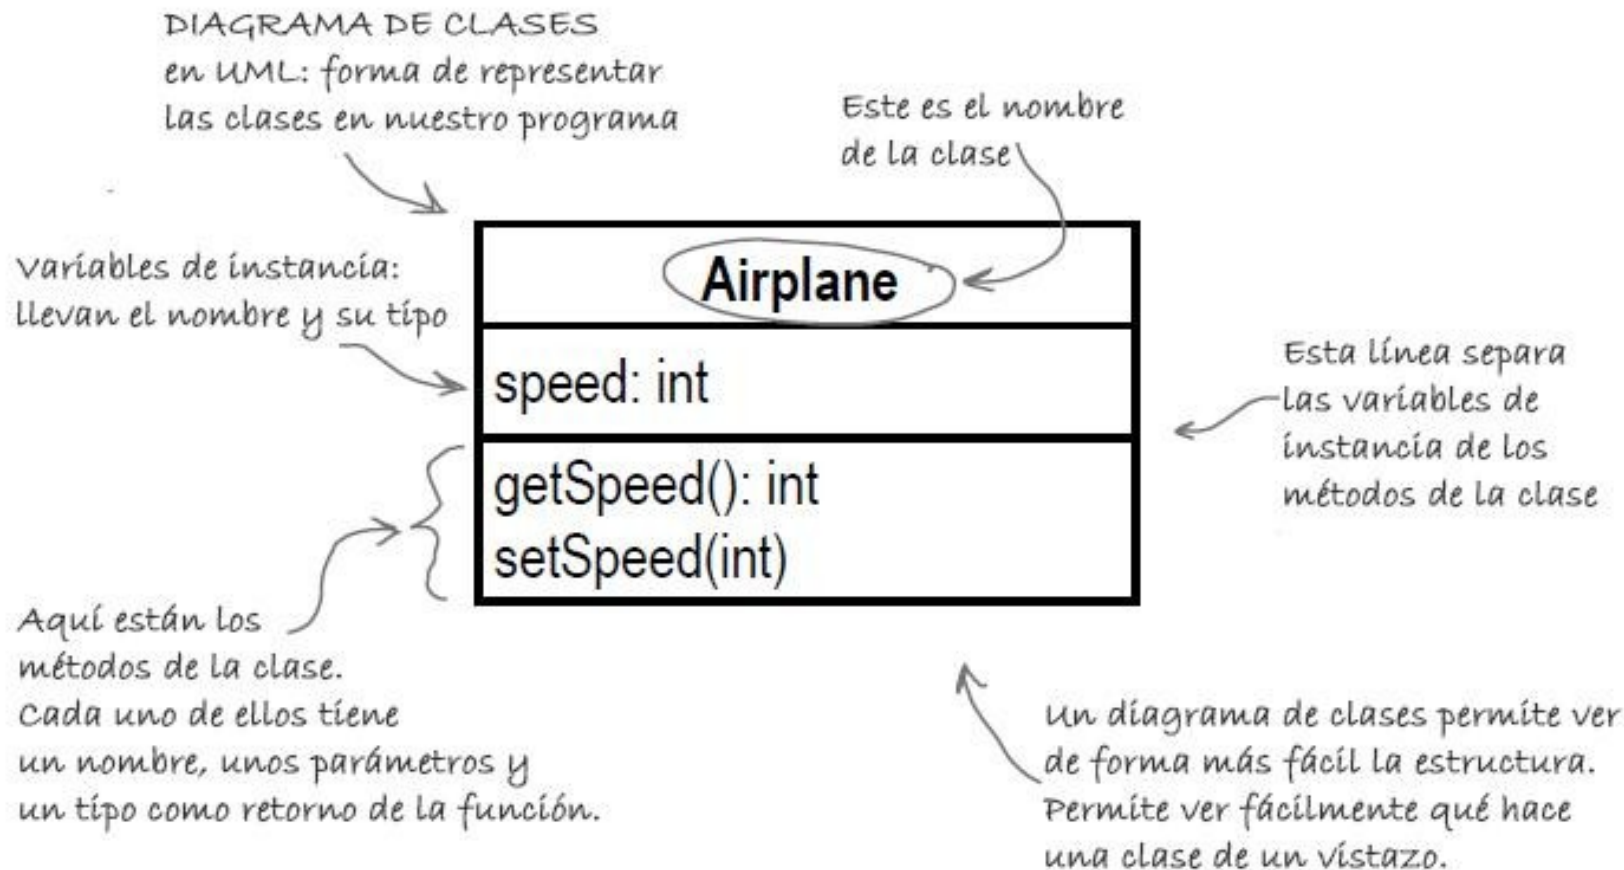 DIAGRAMA DE CLASES
en UML: forma de representar
las clases en nuestro programa
Este es el nombre
de la clase
Variables de instancia:
llevan el nombre y su tipo
Airplane
speed: int
Esta línea separa
las variables de
instancia de los
métodos de la clase
getSpeed(): int
setSpeed(int)
Aquí están los
métodos de la clase.
Cada uno de ellos tiene
un nombre, unos parámetros y
un tipo como retorno de la función.
Un diagrama de clases permite ver
de forma más fácil la estructura.
Permite ver fácilmente qué hace
una clase de un vistazo.